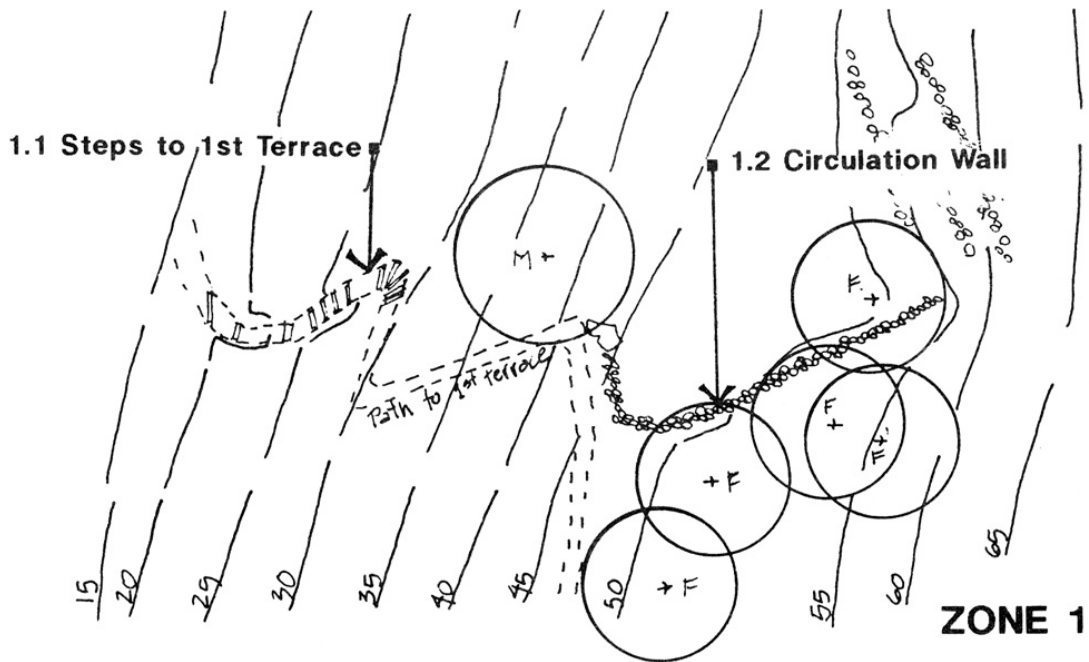 1.1 Steps to 1st Terrace
1.2 Circulation Wall
M
F
Path to 1st terrace
F
F
F
F
65
15
20
25
30
35
40
45
50
55
60
ZONE 1